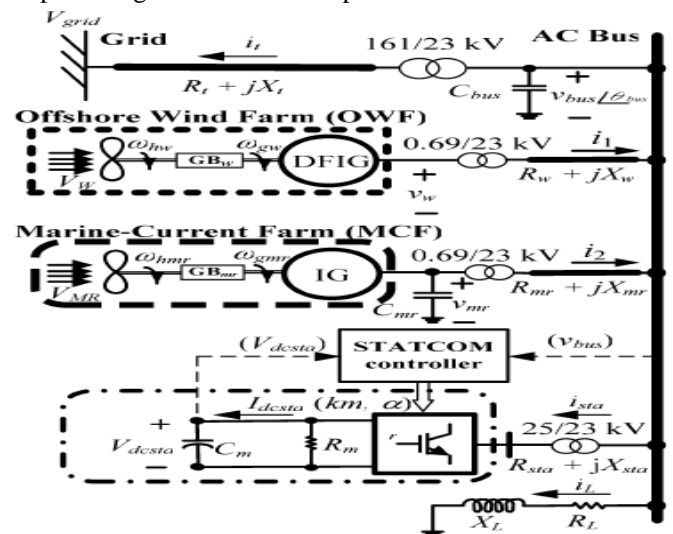 V_grid
Grid
i_t
161/23 kV
AC Bus
R_t + jX_t
C_bus
+
v_bus∠θ_bus
−
Offshore Wind Farm (OWF)
ω_hw
GB_w
ω_gw
DFIG
V_W
0.69/23 kV
i_1
+
v_w
−
R_w + jX_w
Marine-Current Farm (MCF)
ω_hmr
GB_mr
ω_gmr
IG
V_MR
0.69/23 kV
i_2
C_mr
+
v_mr
−
R_mr + jX_mr
(V_dcsta)
STATCOM
controller
(v_bus)
I_dcsta (km, α)
+
V_dcsta
−
C_m
R_m
r
i_sta
25/23 kV
R_sta + jX_sta
i_L
X_L
R_L